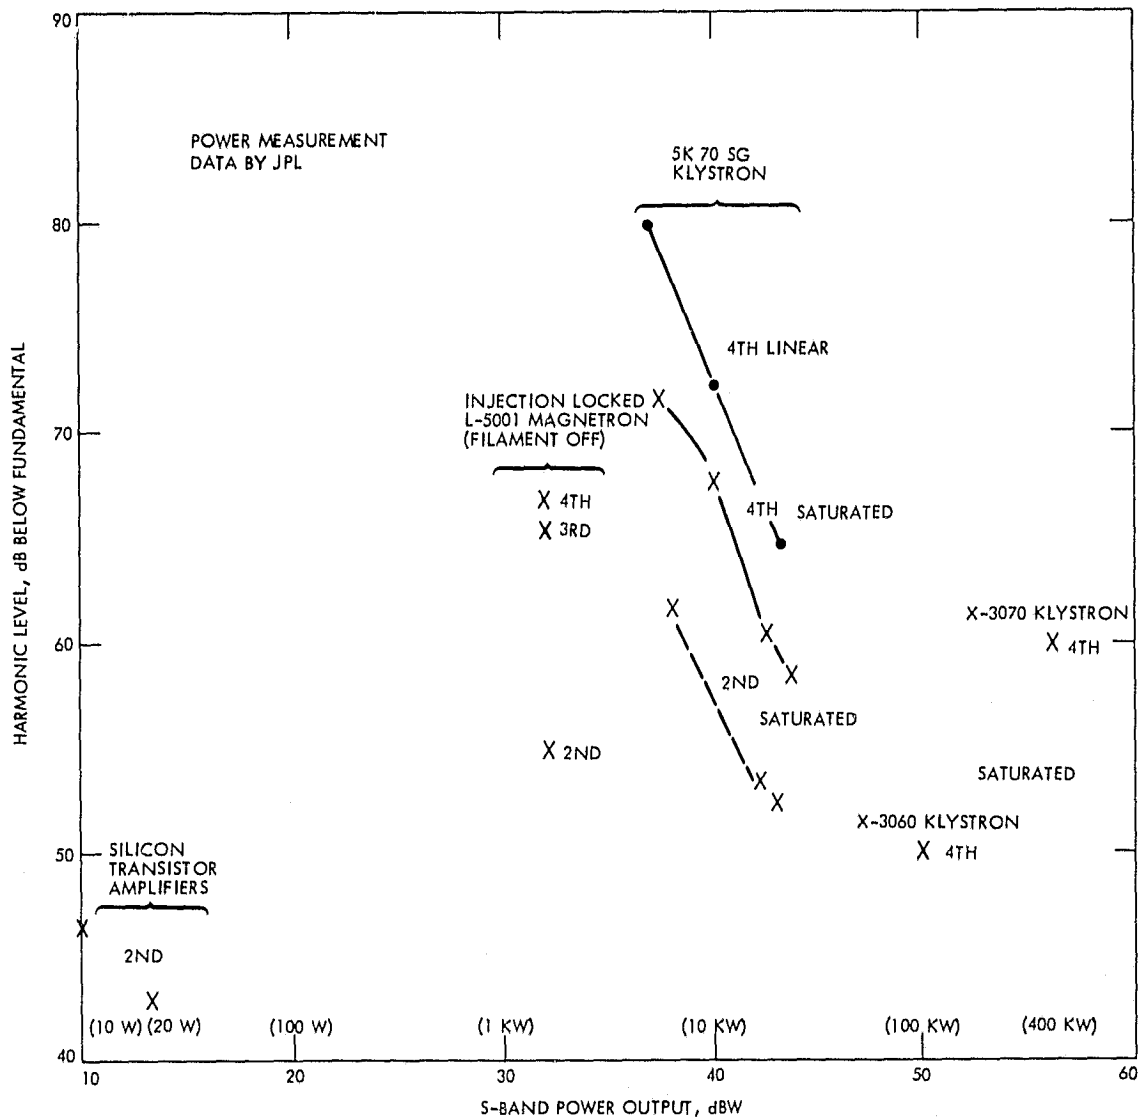 90
POWER MEASUREMENT
DATA BY JPL
5K 70 SG
KLYSTRON
80
4TH LINEAR
INJECTION LOCKED
L-5001 MAGNETRON
(FILAMENT OFF)
70
4TH
3RD
4TH SATURATED
X-3070 KLYSTRON
4TH
60
2ND
SATURATED
2ND
SATURATED
X-3060 KLYSTRON
4TH
50
SILICON
TRANSISTOR
AMPLIFIERS
2ND
(10 W) (20 W) (100 W) (1 KW) (10 KW) (100 KW) (400 KW)
40
10 20 30 40 50 60
S-BAND POWER OUTPUT, dBW
HARMONIC LEVEL, dB BELOW FUNDAMENTAL